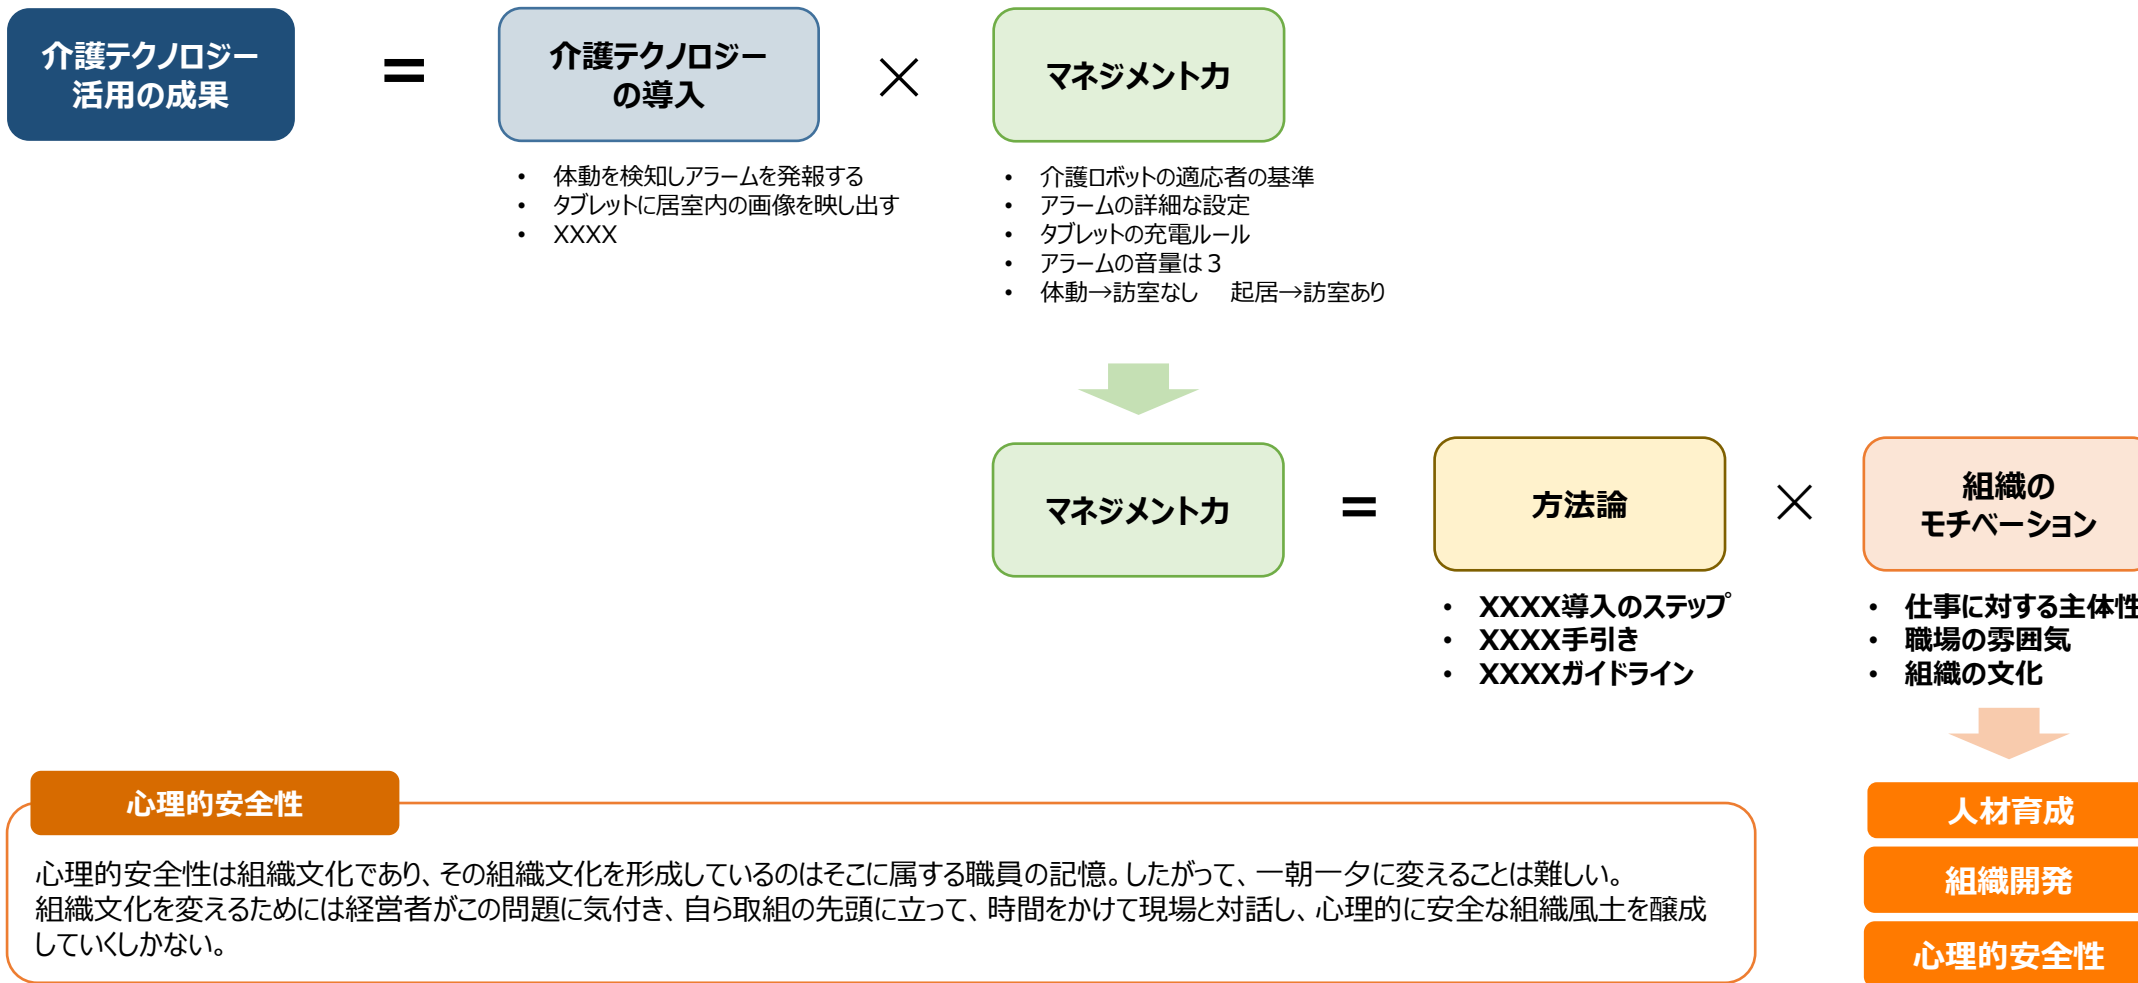 介護テクノロジー
活用の成果
=
介護テクノロジー
の導入
×
マネジメント力
• 体動を検知しアラームを発報する
• タブレットに居室内の画像を映し出す
• XXXX
• 介護ロボットの適応者の基準
• アラームの詳細な設定
• タブレットの充電ルール
• アラームの音量は３
• 体動→訪室なし　起居→訪室あり
マネジメント力
=
方法論
×
組織の
モチベーション
• XXXX導入のステップ
• XXXX手引き
• XXXXガイドライン
• 仕事に対する主体性
• 職場の雰囲気
• 組織の文化
人材育成
組織開発
心理的安全性
心理的安全性
心理的安全性は組織文化であり、その組織文化を形成しているのはそこに属する職員の記憶。したがって、一朝一夕に変えることは難しい。
組織文化を変えるためには経営者がこの問題に気付き、自ら取組の先頭に立って、時間をかけて現場と対話し、心理的に安全な組織風土を醸成
していくしかない。